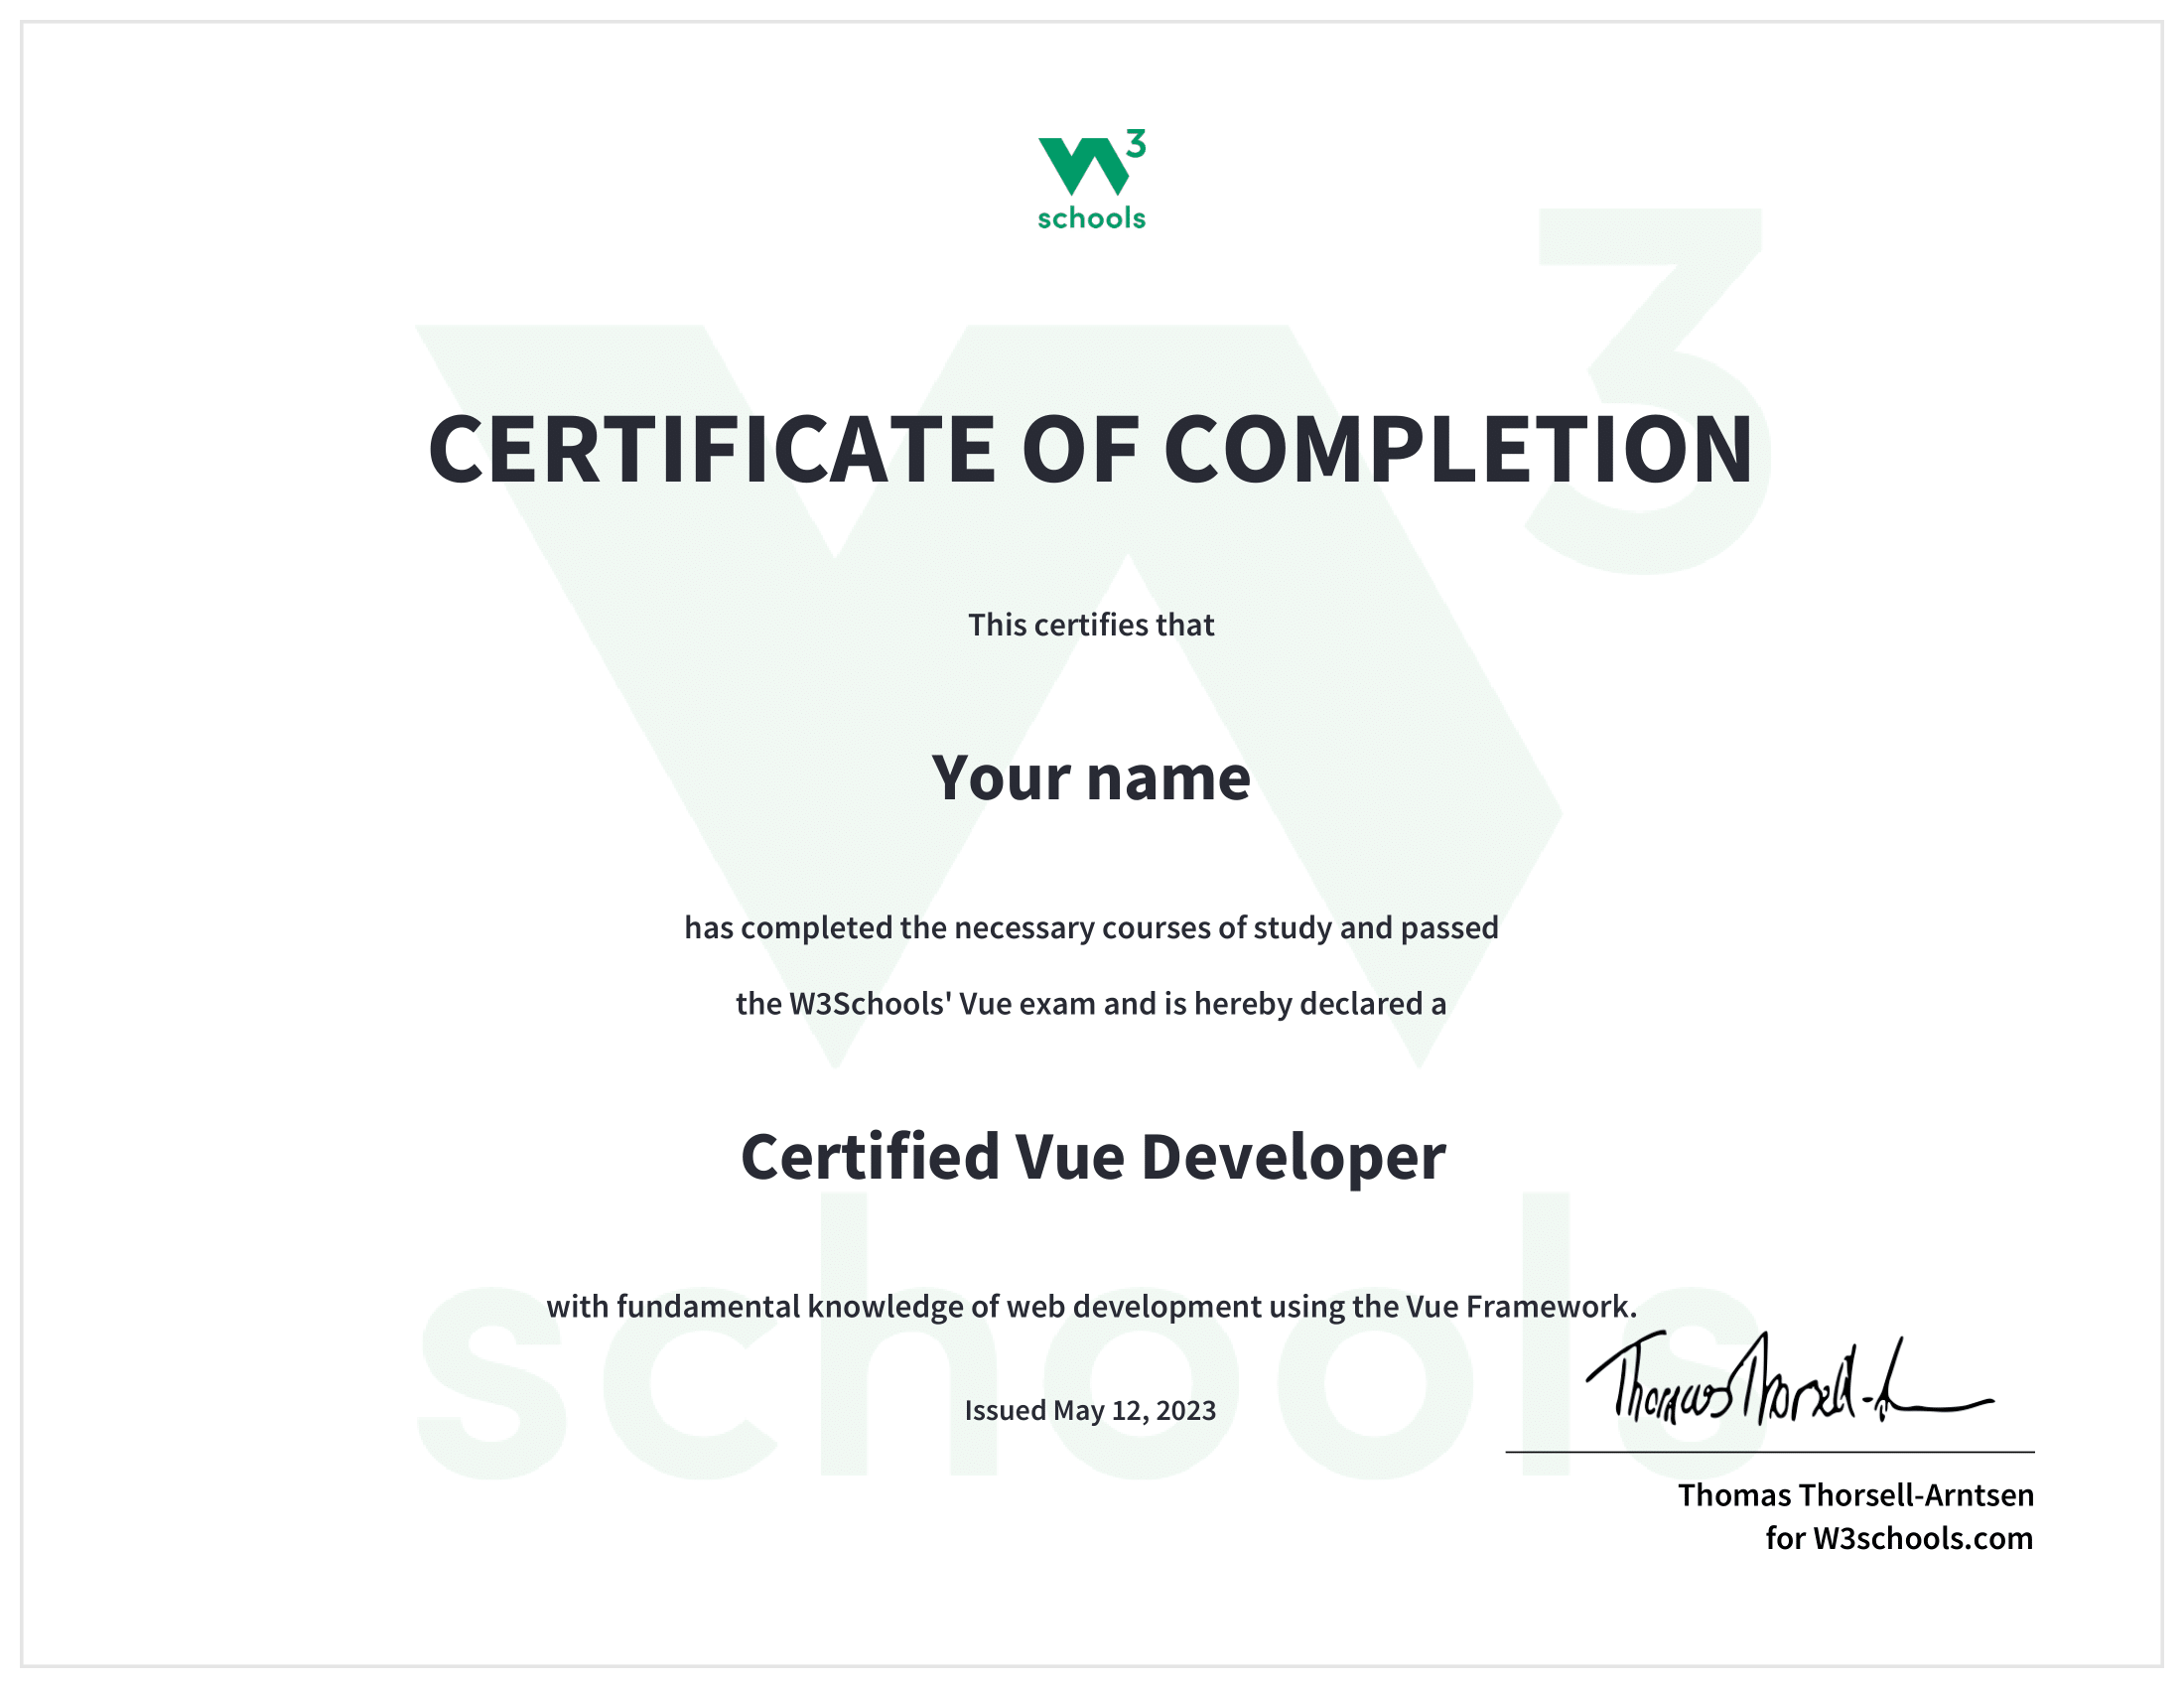 W3
schools
CERTIFICATE OF COMPLETION
This certifies that
Your name
has completed the necessary courses of study and passed
the W3Schools' Vue exam and is hereby declared a
Certified Vue Developer
with fundamental knowledge of web development using the Vue Framework.
Issued May 12, 2023
Thomas Thorsell-A
Thomas Thorsell-Arntsen
for W3schools.com